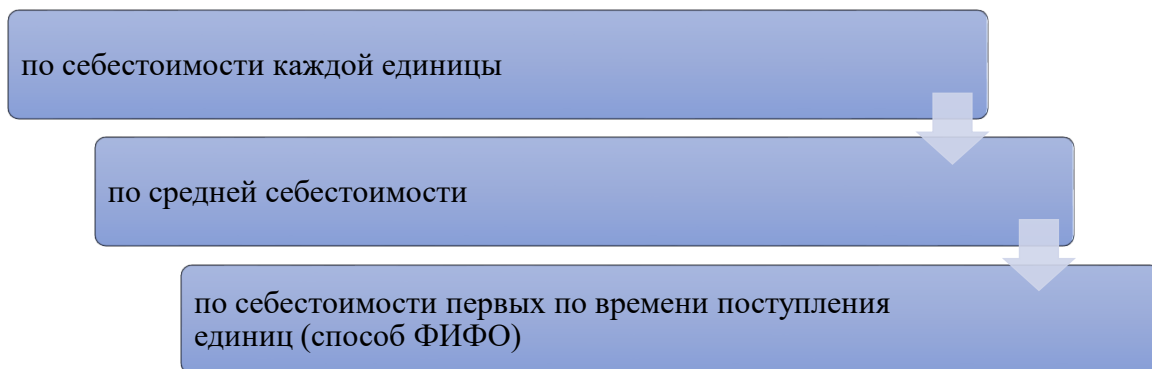 по себестоимости каждой единицы
по средней себестоимости
по себестоимости первых по времени поступления
единиц (способ ФИФО)